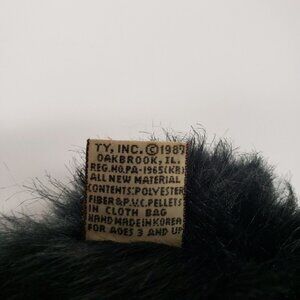 TY, INC. ©1987
OAKBROOK, IL.
REG.NO.PA-1965(KR)
ALL NEW MATERIAL
CONTENTS:POLYESTER
FIBER&P.V.C.PELLETS
IN CLOTH BAG
HAND MADE IN KOREA
FOR AGES 3 AND UP